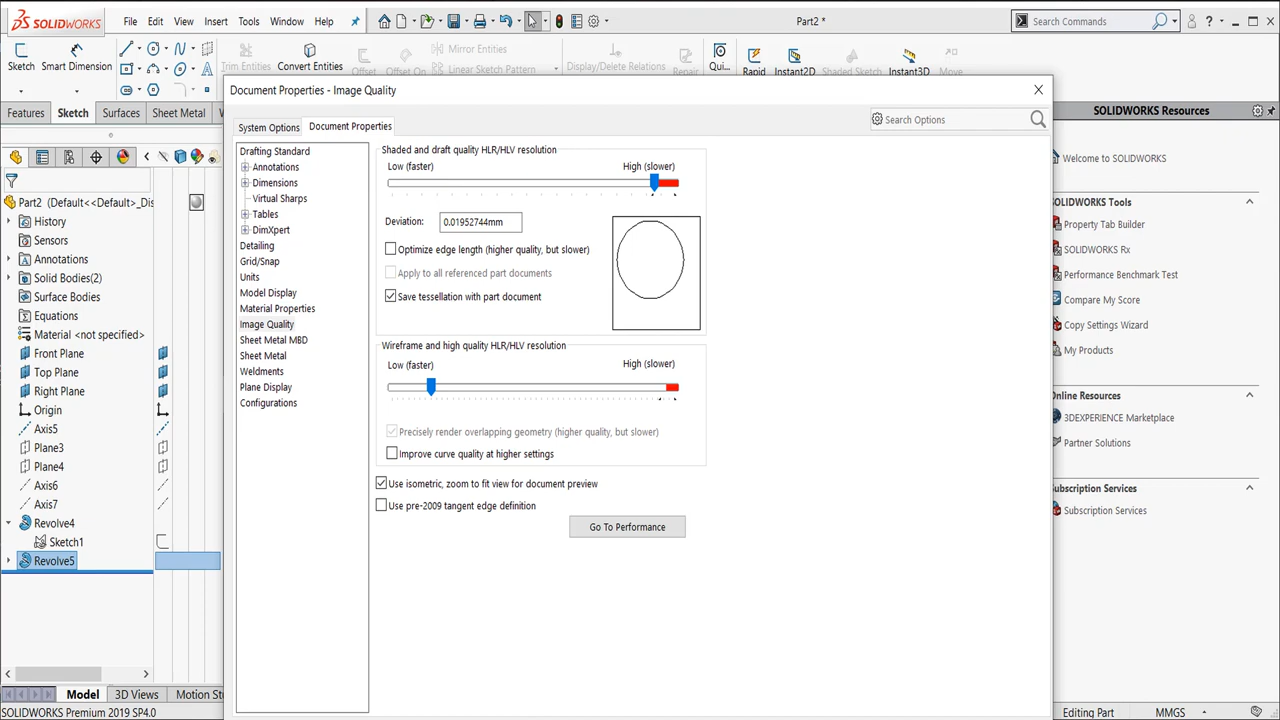 SOLIDWORKS File Edit View Insert Tools Window Help Part2 * Search Commands
Sketch Smart Dimension Trim Entities Convert Entities Offset Offset On Mirror Entities Linear Sketch Pattern Display/Delete Relations Repair Qui... Rapid Instant2D Shaded Sketch Instant3D Move
Features Sketch Surfaces Sheet Metal W
Document Properties - Image Quality
System Options Document Properties
Search Options
Drafting Standard
Annotations
Dimensions
Virtual Sharps
Tables
DimXpert
Detailing
Grid/Snap
Units
Model Display
Material Properties
Image Quality
Sheet Metal MBD
Sheet Metal
Weldments
Plane Display
Configurations
Shaded and draft quality HLR/HLV resolution
Low (faster) High (slower)
Deviation: 0.01952744mm
Optimize edge length (higher quality, but slower)
Apply to all referenced part documents
Save tessellation with part document
Wireframe and high quality HLR/HLV resolution
Low (faster) High (slower)
Precisely render overlapping geometry (higher quality, but slower)
Improve curve quality at higher settings
Use isometric, zoom to fit view for document preview
Use pre-2009 tangent edge definition
Go To Performance
Part2 (Default<<Default>_Dis
History
Sensors
Annotations
Solid Bodies(2)
Surface Bodies
Equations
Material <not specified>
Front Plane
Top Plane
Right Plane
Origin
Axis5
Plane3
Plane4
Axis6
Axis7
Revolve4
Sketch1
Revolve5
SOLIDWORKS Resources
Welcome to SOLIDWORKS
SOLIDWORKS Tools
Property Tab Builder
SOLIDWORKS Rx
Performance Benchmark Test
Compare My Score
Copy Settings Wizard
My Products
Online Resources
3DEXPERIENCE Marketplace
Partner Solutions
Subscription Services
Subscription Services
Model 3D Views Motion St
SOLIDWORKS Premium 2019 SP4.0 Editing Part MMGS